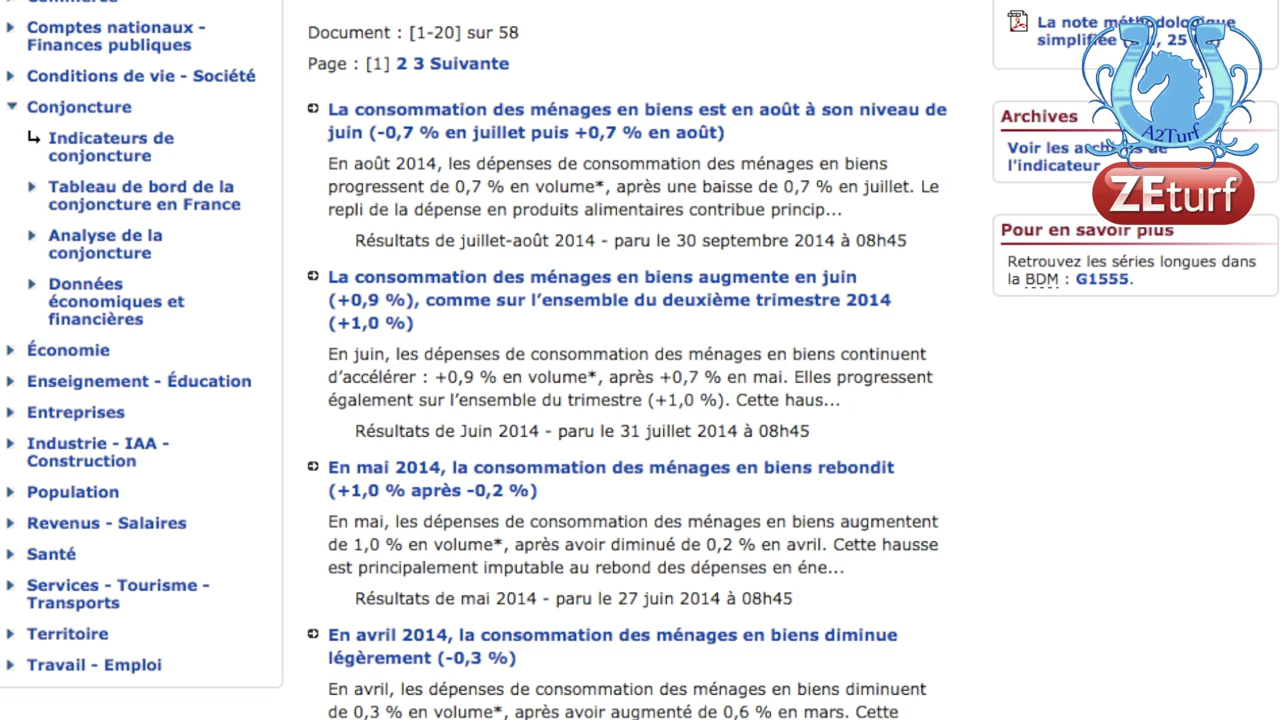 Comptes nationaux -
Finances publiques
Conditions de vie - Société
Conjoncture
Indicateurs de
conjoncture
Tableau de bord de la
conjoncture en France
Analyse de la
conjoncture
Données
économiques et
financières
Économie
Enseignement - Éducation
Entreprises
Industrie - IAA -
Construction
Population
Revenus - Salaires
Santé
Services - Tourisme -
Transports
Territoire
Travail - Emploi
Document : [1-20] sur 58
Page : [1] 2 3 Suivante
La consommation des ménages en biens est en août à son niveau de
juin (-0,7 % en juillet puis +0,7 % en août)
En août 2014, les dépenses de consommation des ménages en biens
progressent de 0,7 % en volume*, après une baisse de 0,7 % en juillet. Le
repli de la dépense en produits alimentaires contribue princip...
Résultats de juillet-août 2014 - paru le 30 septembre 2014 à 08h45
La consommation des ménages en biens augmente en juin
(+0,9 %), comme sur l’ensemble du deuxième trimestre 2014
(+1,0 %)
En juin, les dépenses de consommation des ménages en biens continuent
d’accélérer : +0,9 % en volume*, après +0,7 % en mai. Elles progressent
également sur l’ensemble du trimestre (+1,0 %). Cette haus...
Résultats de Juin 2014 - paru le 31 juillet 2014 à 08h45
En mai 2014, la consommation des ménages en biens rebondit
(+1,0 % après -0,2 %)
En mai, les dépenses de consommation des ménages en biens augmentent
de 1,0 % en volume*, après avoir diminué de 0,2 % en avril. Cette hausse
est principalement imputable au rebond des dépenses en éne...
Résultats de mai 2014 - paru le 27 juin 2014 à 08h45
En avril 2014, la consommation des ménages en biens diminue
légèrement (-0,3 %)
En avril, les dépenses de consommation des ménages en biens diminuent
de 0,3 % en volume*, après avoir augmenté de 0,6 % en mars. Cette
La note méthodologique
simplifiée 25
A2Turf
Archives
Voir les de
l'indicateur
ZEturf
Pour en savoir plus
Retrouvez les séries longues dans
la BDM : G1555.